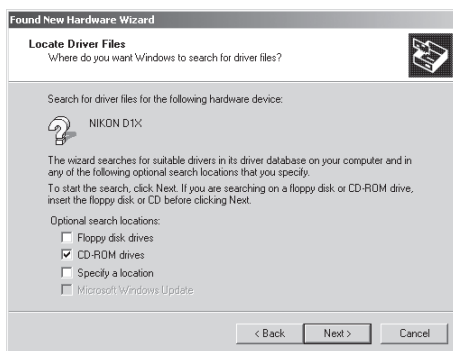 Found New Hardware Wizard
Locate Driver Files
Where do you want Windows to search for driver files?
Search for driver files for the following hardware device:
NIKON D1X
The wizard searches for suitable drivers in its driver database on your computer and in
any of the following optional search locations that you specify.
To start the search, click Next. If you are searching on a floppy disk or CD-ROM drive,
insert the floppy disk or CD before clicking Next.
Optional search locations:
Floppy disk drives
CD-ROM drives
Specify a location
Microsoft Windows Update
< Back Next > Cancel